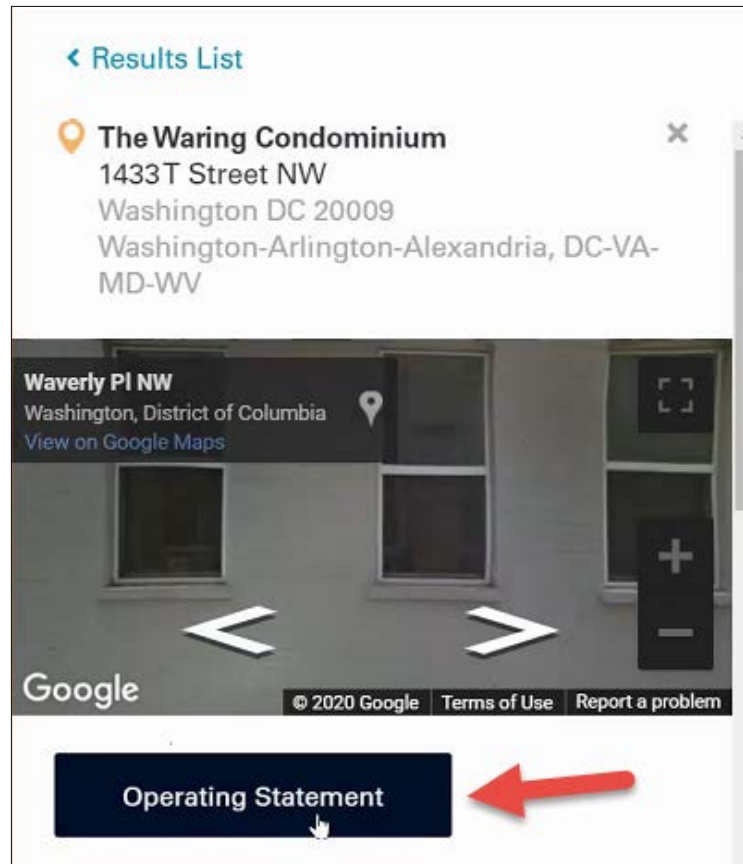 Results List
The Waring Condominium
1433 T Street NW
Washington DC 20009
Washington-Arlington-Alexandria, DC-VA-
MD-WV
Waverly Pl NW
Washington, District of Columbia
View on Google Maps
Google
© 2020 Google Terms of Use Report a problem
Operating Statement